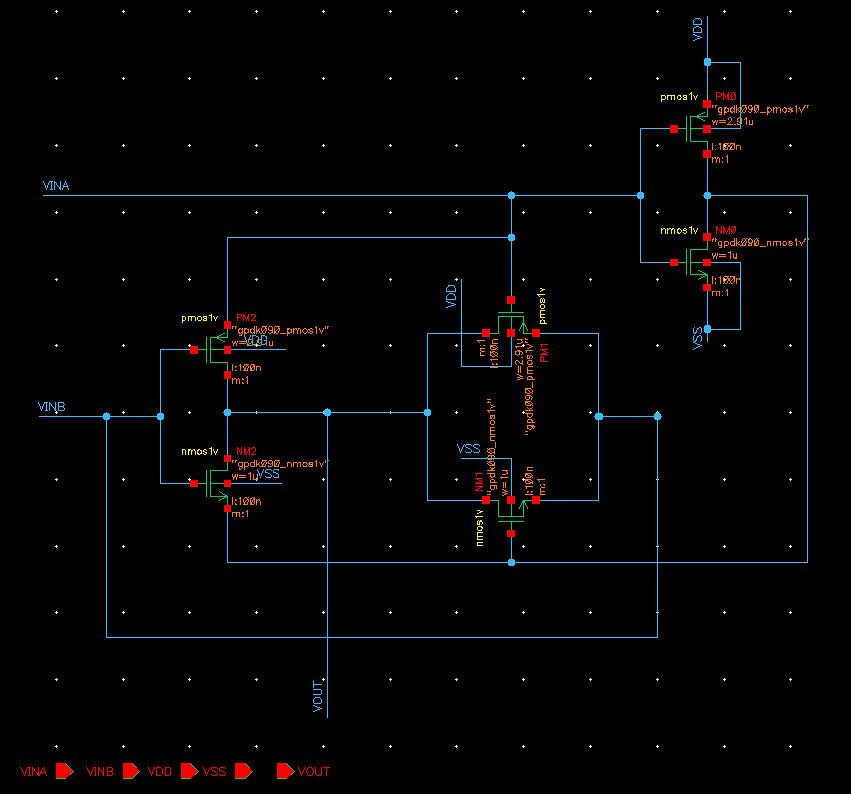 VDD
pmos1v
PM0
"gpdk090_pmos1v"
w=2.91u
l:100n
m:1
VINA
nmos1v
NM0
"gpdk090_nmos1v"
w=1u
l:100n
m:1
VSS
VDD
pmos1v
m:1
l:100n
w=2.91u
"gpdk090_pmos1v"
PM1
pmos1v
PM2
"gpdk090_pmos1v"
VDD
l:100n
m:1
VINB
nmos1v
NM2
"gpdk090_nmos1v"
w=1u
VSS
l:100n
m:1
VSS
NM1
"gpdk090_nmos1v"
w=1u
l:100n
m:1
nmos1v
VOUT
VINA VINB VDD VSS VOUT